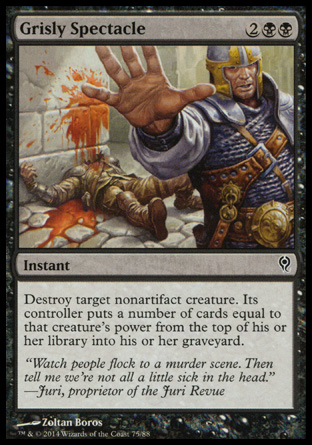 Grisly Spectacle 2
Instant
Destroy target nonartifact creature. Its
controller puts a number of cards equal to
that creature's power from the top of his or
her library into his or her graveyard.
“Watch people flock to a murder scene. Then
tell me we're not all a little sick in the head.”
—Juri, proprietor of the Juri Revue
Zoltan Boros
™ & © 2014 Wizards of the Coast 75/88